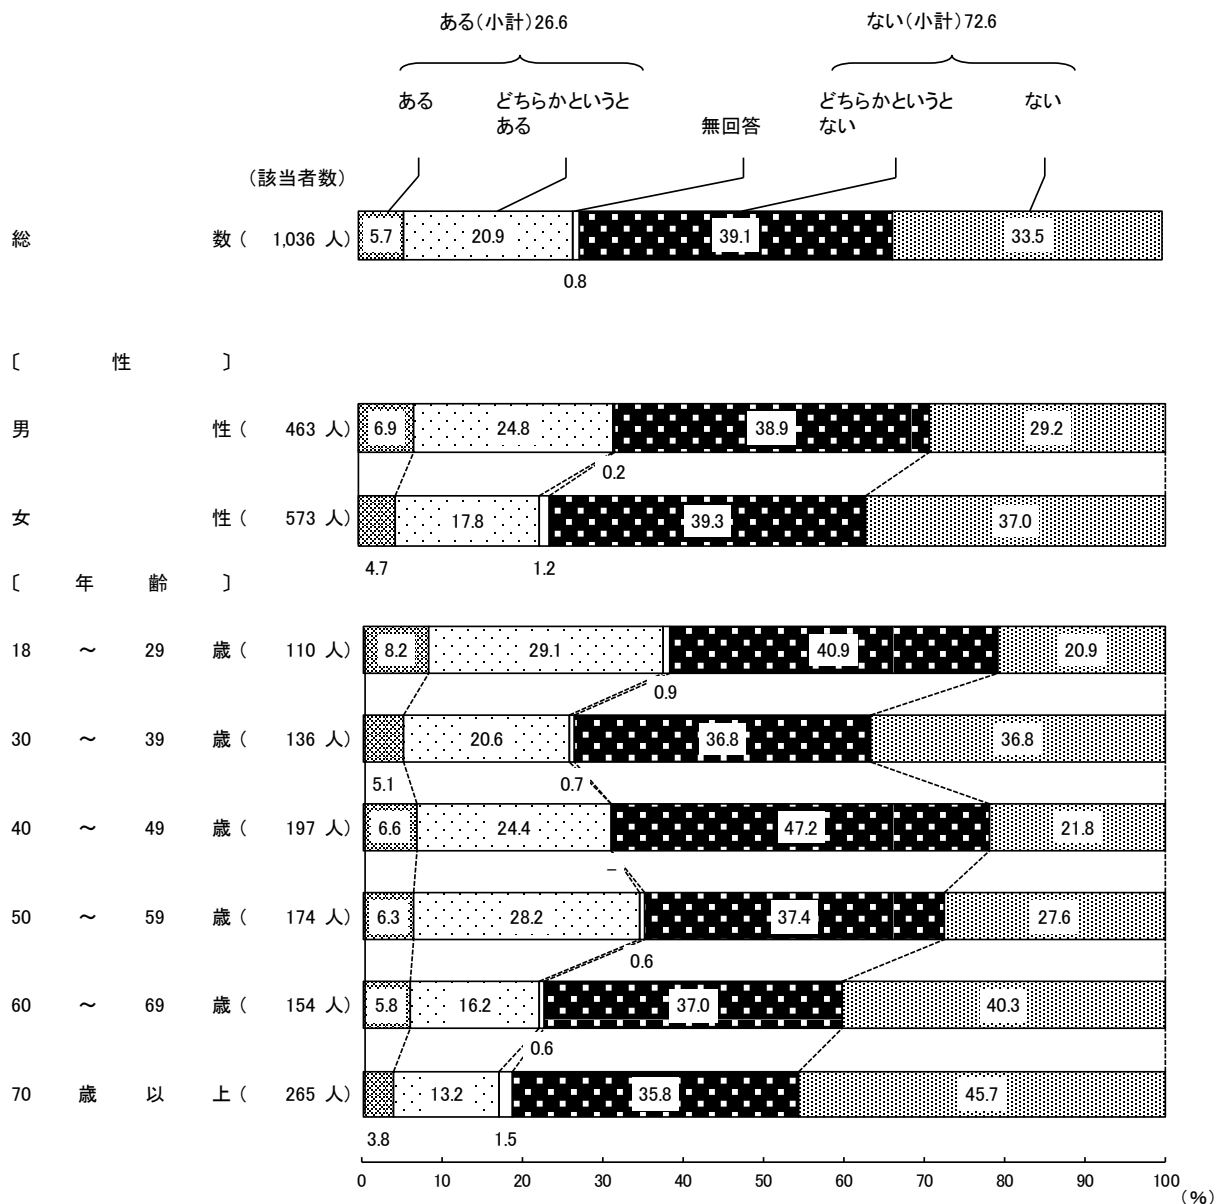 ある(小計)26.6 ない(小計)72.6
ある どちらかというと ある 無回答 どちらかというと ない ない
(該当者数)
総 数 ( 1,036 人) 5.7 20.9 39.1 33.5
0.8
〔 性 〕
男 性 ( 463 人) 6.9 24.8 38.9 29.2
0.2
女 性 ( 573 人) 17.8 39.3 37.0
4.7 1.2
〔 年 齢 〕
18 ～ 29 歳 ( 110 人) 8.2 29.1 40.9 20.9
0.9
30 ～ 39 歳 ( 136 人) 20.6 36.8 36.8
5.1 0.7
40 ～ 49 歳 ( 197 人) 6.6 24.4 47.2 21.8
－
50 ～ 59 歳 ( 174 人) 6.3 28.2 37.4 27.6
0.6
60 ～ 69 歳 ( 154 人) 5.8 16.2 37.0 40.3
0.6
70 歳 以 上 ( 265 人) 13.2 35.8 45.7
3.8 1.5
0 10 20 30 40 50 60 70 80 90 100
(%)